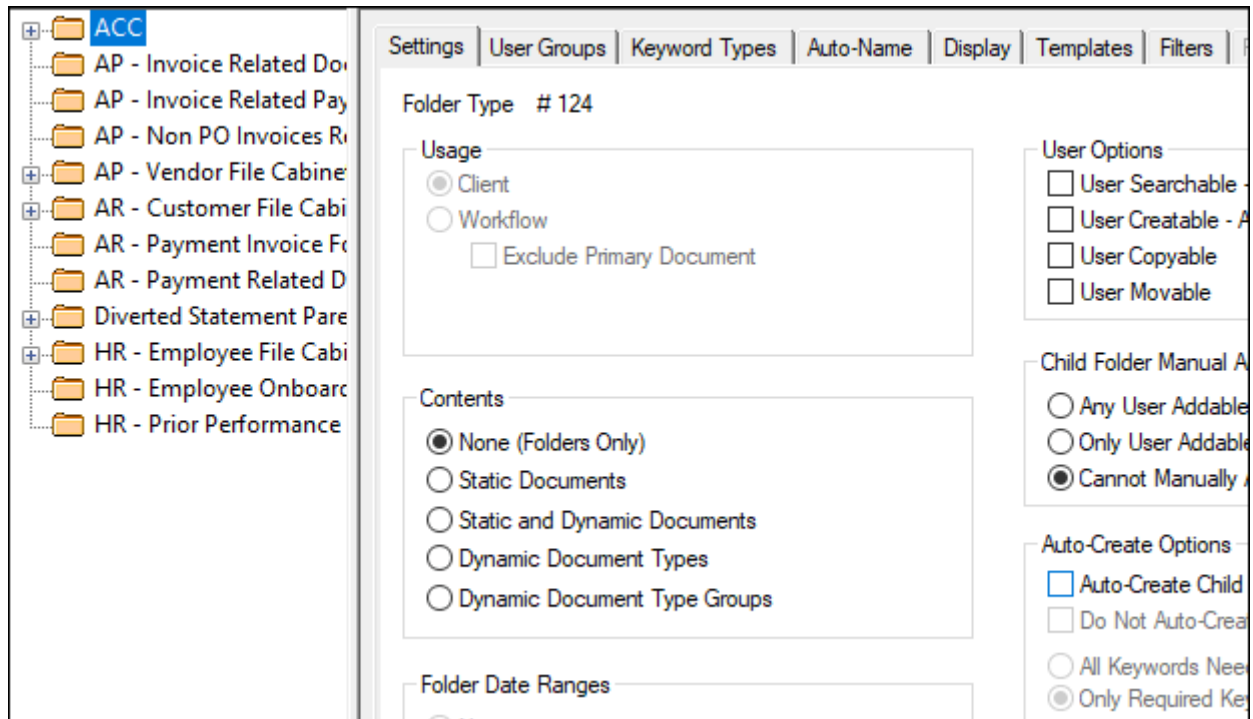 ACC
AP - Invoice Related Do
AP - Invoice Related Pay
AP - Non PO Invoices R
AP - Vendor File Cabine
AR - Customer File Cabi
AR - Payment Invoice F
AR - Payment Related D
Diverted Statement Pare
HR - Employee File Cabi
HR - Employee Onboard
HR - Prior Performance
Settings User Groups Keyword Types Auto-Name Display Templates Filters
Folder Type # 124
Usage
Client
Workflow
Exclude Primary Document
Contents
None (Folders Only)
Static Documents
Static and Dynamic Documents
Dynamic Document Types
Dynamic Document Type Groups
Folder Date Ranges
User Options
User Searchable -
User Creatable - A
User Copyable
User Movable
Child Folder Manual A
Any User Addable
Only User Addable
Cannot Manually
Auto-Create Options
Auto-Create Child
Do Not Auto-Crea
All Keywords Nee
Only Required Key